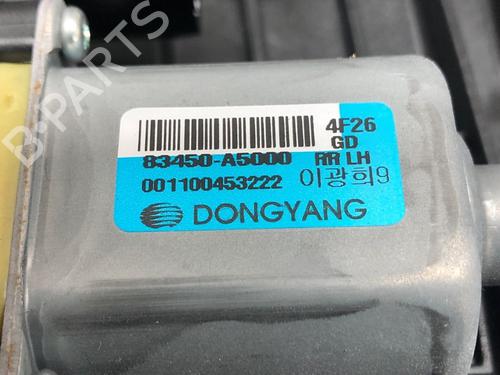 4F26
GD
83450-A5000 RR LH
001100453222 이광희9
DONGYANG
B-PARTS